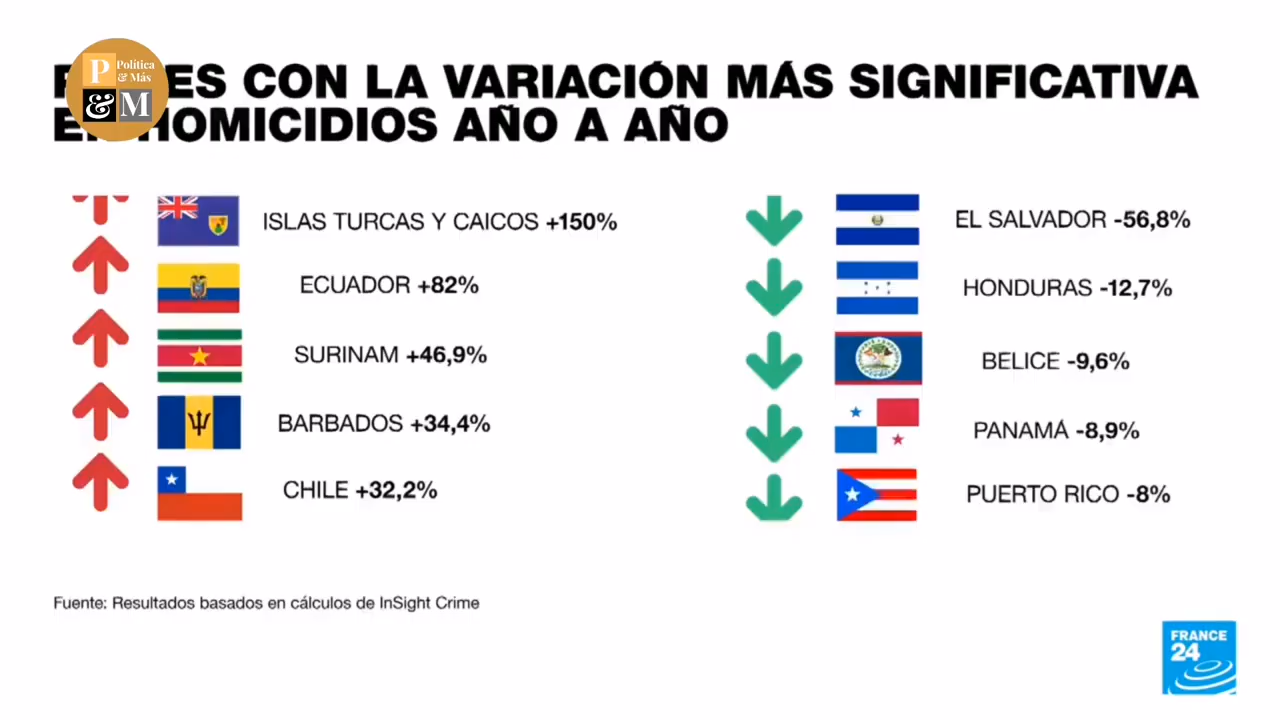 P
Política
& Más
& M
ES CON LA VARIACIÓN MÁS SIGNIFICATIVA
HOMICIDIOS AÑO A AÑO
ISLAS TURCAS Y CAICOS +150%
ECUADOR +82%
SURINAM +46,9%
BARBADOS +34,4%
CHILE +32,2%
EL SALVADOR -56,8%
HONDURAS -12,7%
BELICE -9,6%
PANAMÁ -8,9%
PUERTO RICO -8%
Fuente: Resultados basados en cálculos de InSight Crime
FRANCE
24